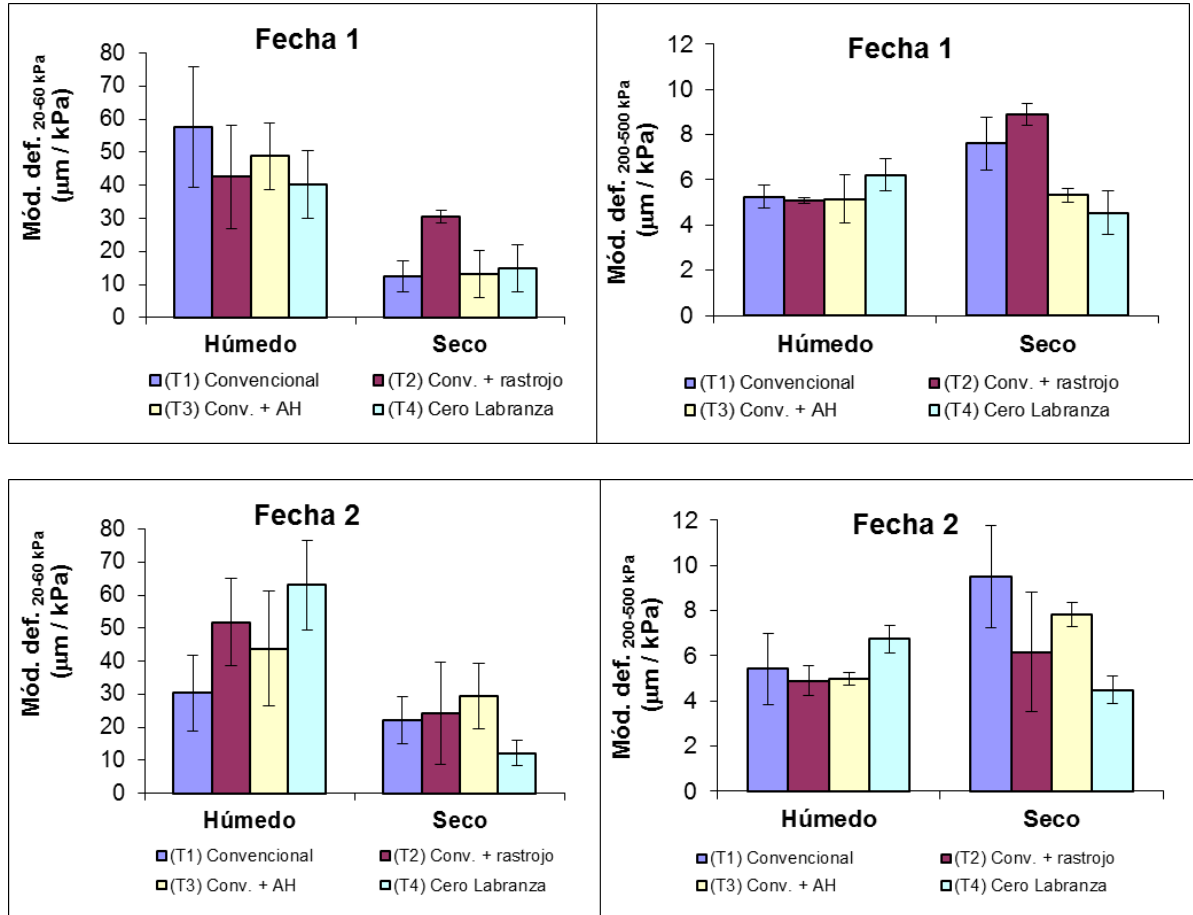 Fecha 1
Mód. def. 20-60 kPa
(μm / kPa)
80
70
60
50
40
30
20
10
0
Húmedo Seco
(T1) Convencional (T2) Conv. + rastrojo
(T3) Conv. + AH (T4) Cero Labranza
Fecha 1
Mód. def. 200-500 kPa
(μm / kPa)
12
10
8
6
4
2
0
Húmedo Seco
(T1) Convencional (T2) Conv. + rastrojo
(T3) Conv. + AH (T4) Cero Labranza
Fecha 2
Mód. def. 20-60 kPa
(μm / kPa)
80
70
60
50
40
30
20
10
0
Húmedo Seco
(T1) Convencional (T2) Conv. + rastrojo
(T3) Conv. + AH (T4) Cero Labranza
Fecha 2
Mód. def. 200-500 kPa
(μm / kPa)
12
10
8
6
4
2
0
Húmedo Seco
(T1) Convencional (T2) Conv. + rastrojo
(T3) Conv. + AH (T4) Cero Labranza